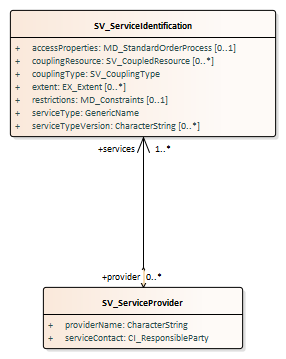 SV_ServiceIdentification
+ accessProperties: MD_StandardOrderProcess [0..1]
+ couplingResource: SV_CoupledResource [0..*]
+ couplingType: SV_CouplingType
+ extent: EX_Extent [0..*]
+ restrictions: MD_Constraints [0..1]
+ serviceType: GenericName
+ serviceTypeVersion: CharacterString [0..*]
+services 1..*
+provider 0..*
SV_ServiceProvider
+ providerName: CharacterString
+ serviceContact: CI_ResponsibleParty